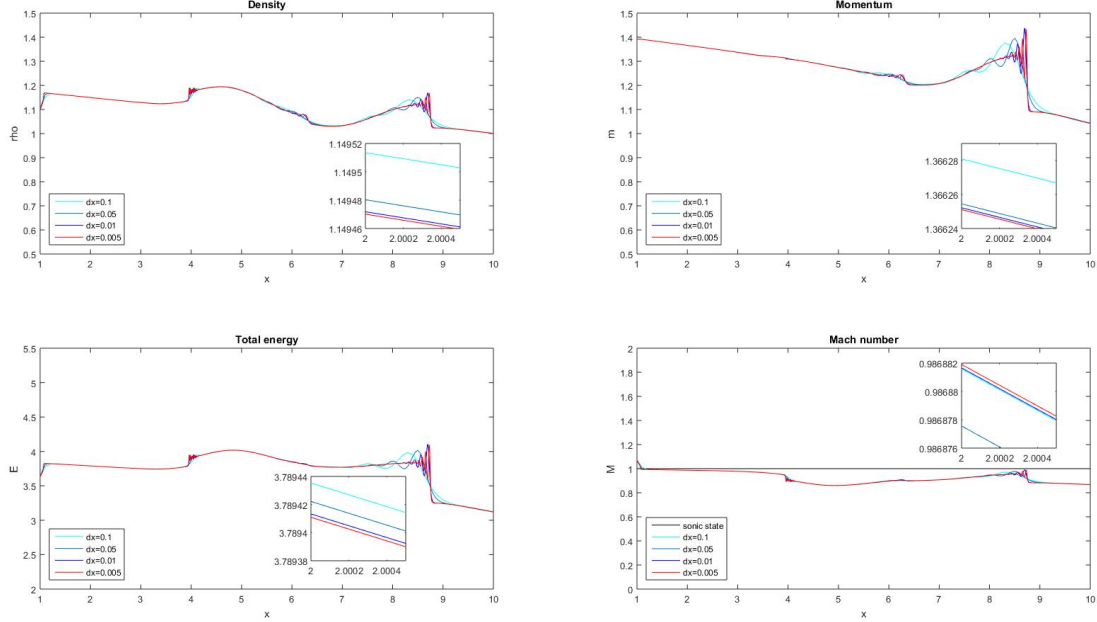 Density
1.5
1.4
1.3
1.2
1.1
1
0.9
0.8
0.7
0.6
0.5
rho
1 2 3 4 5 6 7 8 9 10
x
dx=0.1
dx=0.05
dx=0.01
dx=0.005
1.14952
1.1495
1.14948
1.14946
2 2.0002 2.0004
Momentum
1.5
1.4
1.3
1.2
1.1
1
0.9
0.8
0.7
0.6
0.5
m
1 2 3 4 5 6 7 8 9 10
x
dx=0.1
dx=0.05
dx=0.01
dx=0.005
1.36628
1.36626
1.36624
2 2.0002 2.0004
Total energy
5.5
5
4.5
4
3.5
3
2.5
2
E
1 2 3 4 5 6 7 8 9 10
x
dx=0.1
dx=0.05
dx=0.01
dx=0.005
3.78944
3.78942
3.7894
3.78938
2 2.0002 2.0004
Mach number
2
1.8
1.6
1.4
1.2
1
0.8
0.6
0.4
0.2
0
M
1 2 3 4 5 6 7 8 9 10
x
sonic state
dx=0.1
dx=0.05
dx=0.01
dx=0.005
0.986882
0.98688
0.986878
0.986876
2 2.0002 2.0004